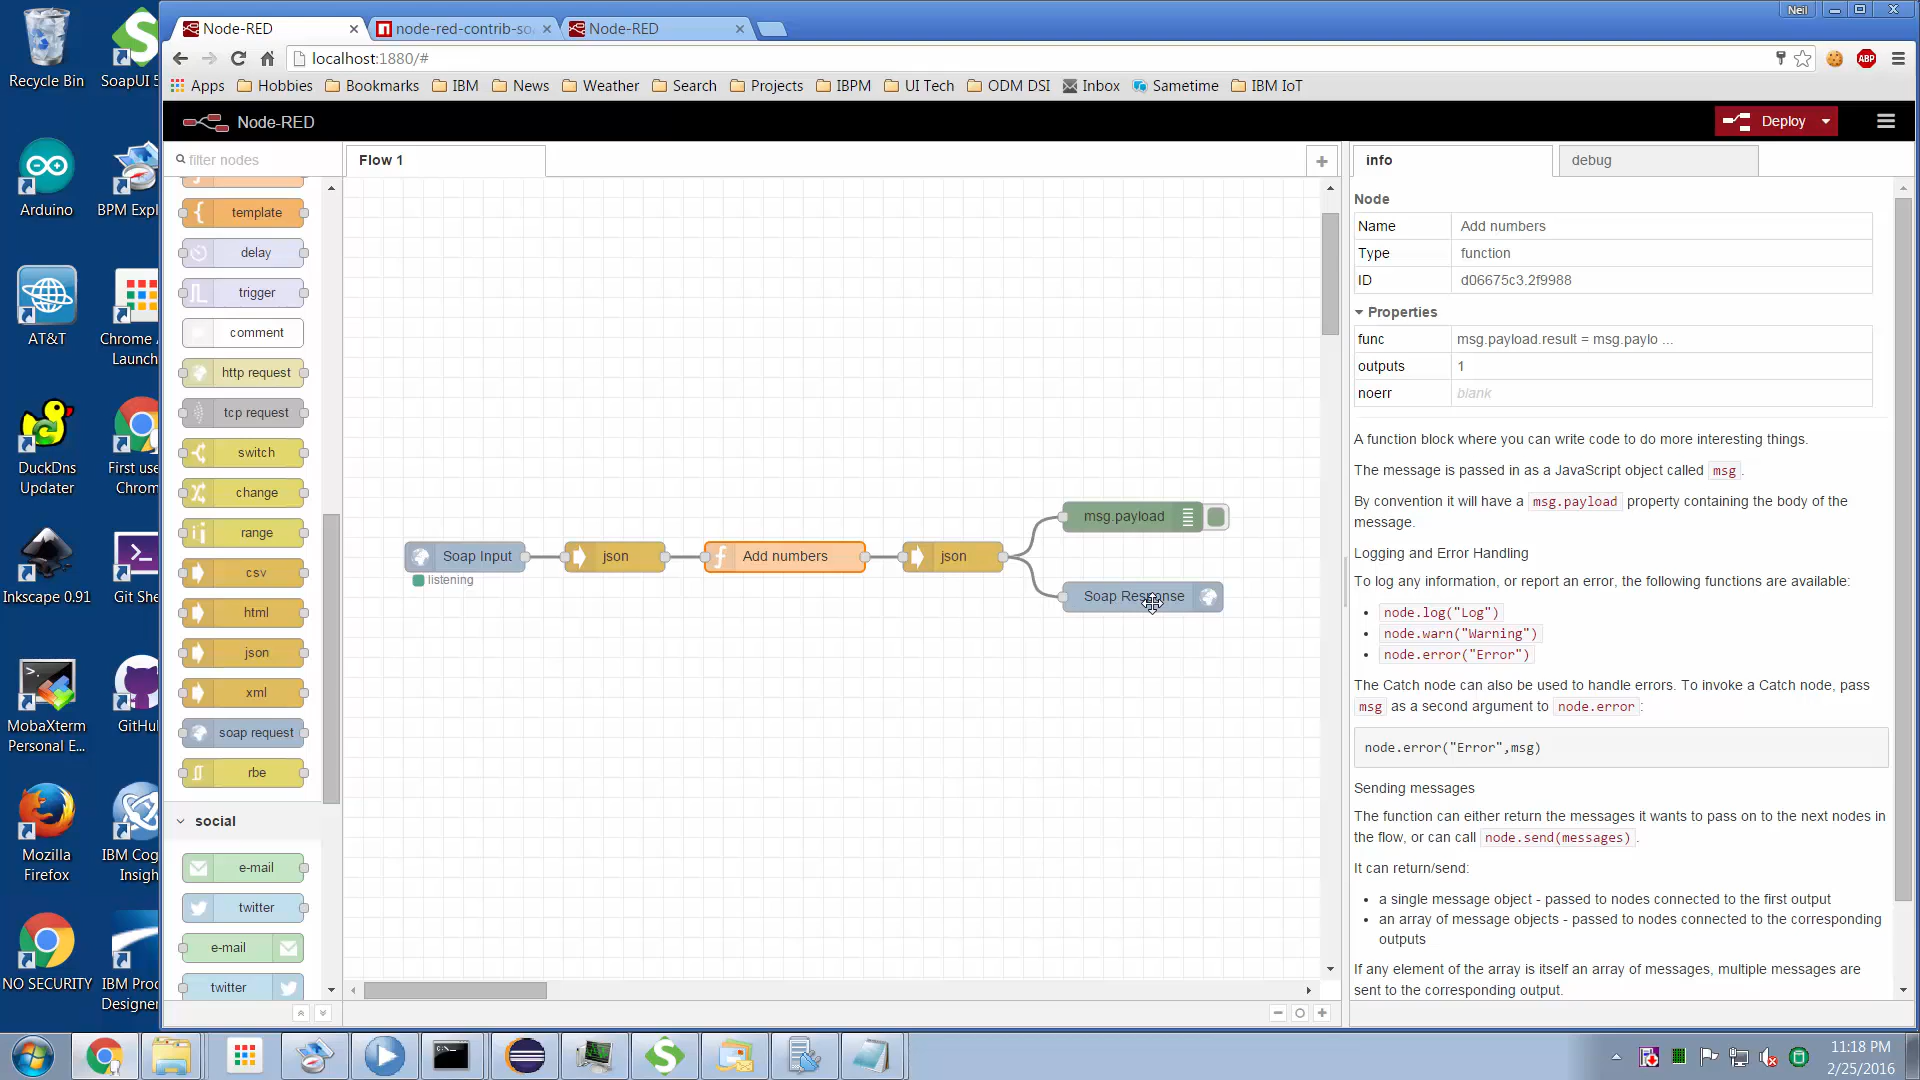 Neil
Recycle Bin
SoapUI 5
Arduino
BPM Expl
AT&T
Chrome A
Launch
DuckDns
Updater
First use
Chrom
Inkscape 0.91
Git She
MobaXterm
Personal E...
GitHu
Mozilla
Firefox
IBM Cog
Insigh
NO SECURITY
IBM Proc
Designer
Node-RED
node-red-contrib-so
Node-RED
localhost:1880/#
ABP
Apps
Hobbies
Bookmarks
IBM
News
Weather
Search
Projects
IBPM
UI Tech
ODM DSI
Inbox
Sametime
IBM IoT
Node-RED
Deploy
filter nodes
template
delay
trigger
comment
http request
tcp request
switch
change
range
csv
html
json
xml
soap request
rbe
social
e-mail
twitter
e-mail
twitter
Flow 1
Soap Input
listening
json
Add numbers
json
msg.payload
Soap Response
info
debug
Node
Name Add numbers
Type function
ID d06675c3.2f9988
Properties
func msg.payload.result = msg.paylo ...
outputs 1
noerr blank
A function block where you can write code to do more interesting things.
The message is passed in as a JavaScript object called msg.
By convention it will have a msg.payload property containing the body of the
message.
Logging and Error Handling
To log any information, or report an error, the following functions are available:
node.log("Log")
node.warn("Warning")
node.error("Error")
The Catch node can also be used to handle errors. To invoke a Catch node, pass
msg as a second argument to node.error:
node.error("Error",msg)
Sending messages
The function can either return the messages it wants to pass on to the next nodes in
the flow, or can call node.send(messages).
It can return/send:
a single message object - passed to nodes connected to the first output
an array of message objects - passed to nodes connected to the corresponding
outputs
If any element of the array is itself an array of messages, multiple messages are
sent to the corresponding output.
11:18 PM
2/25/2016